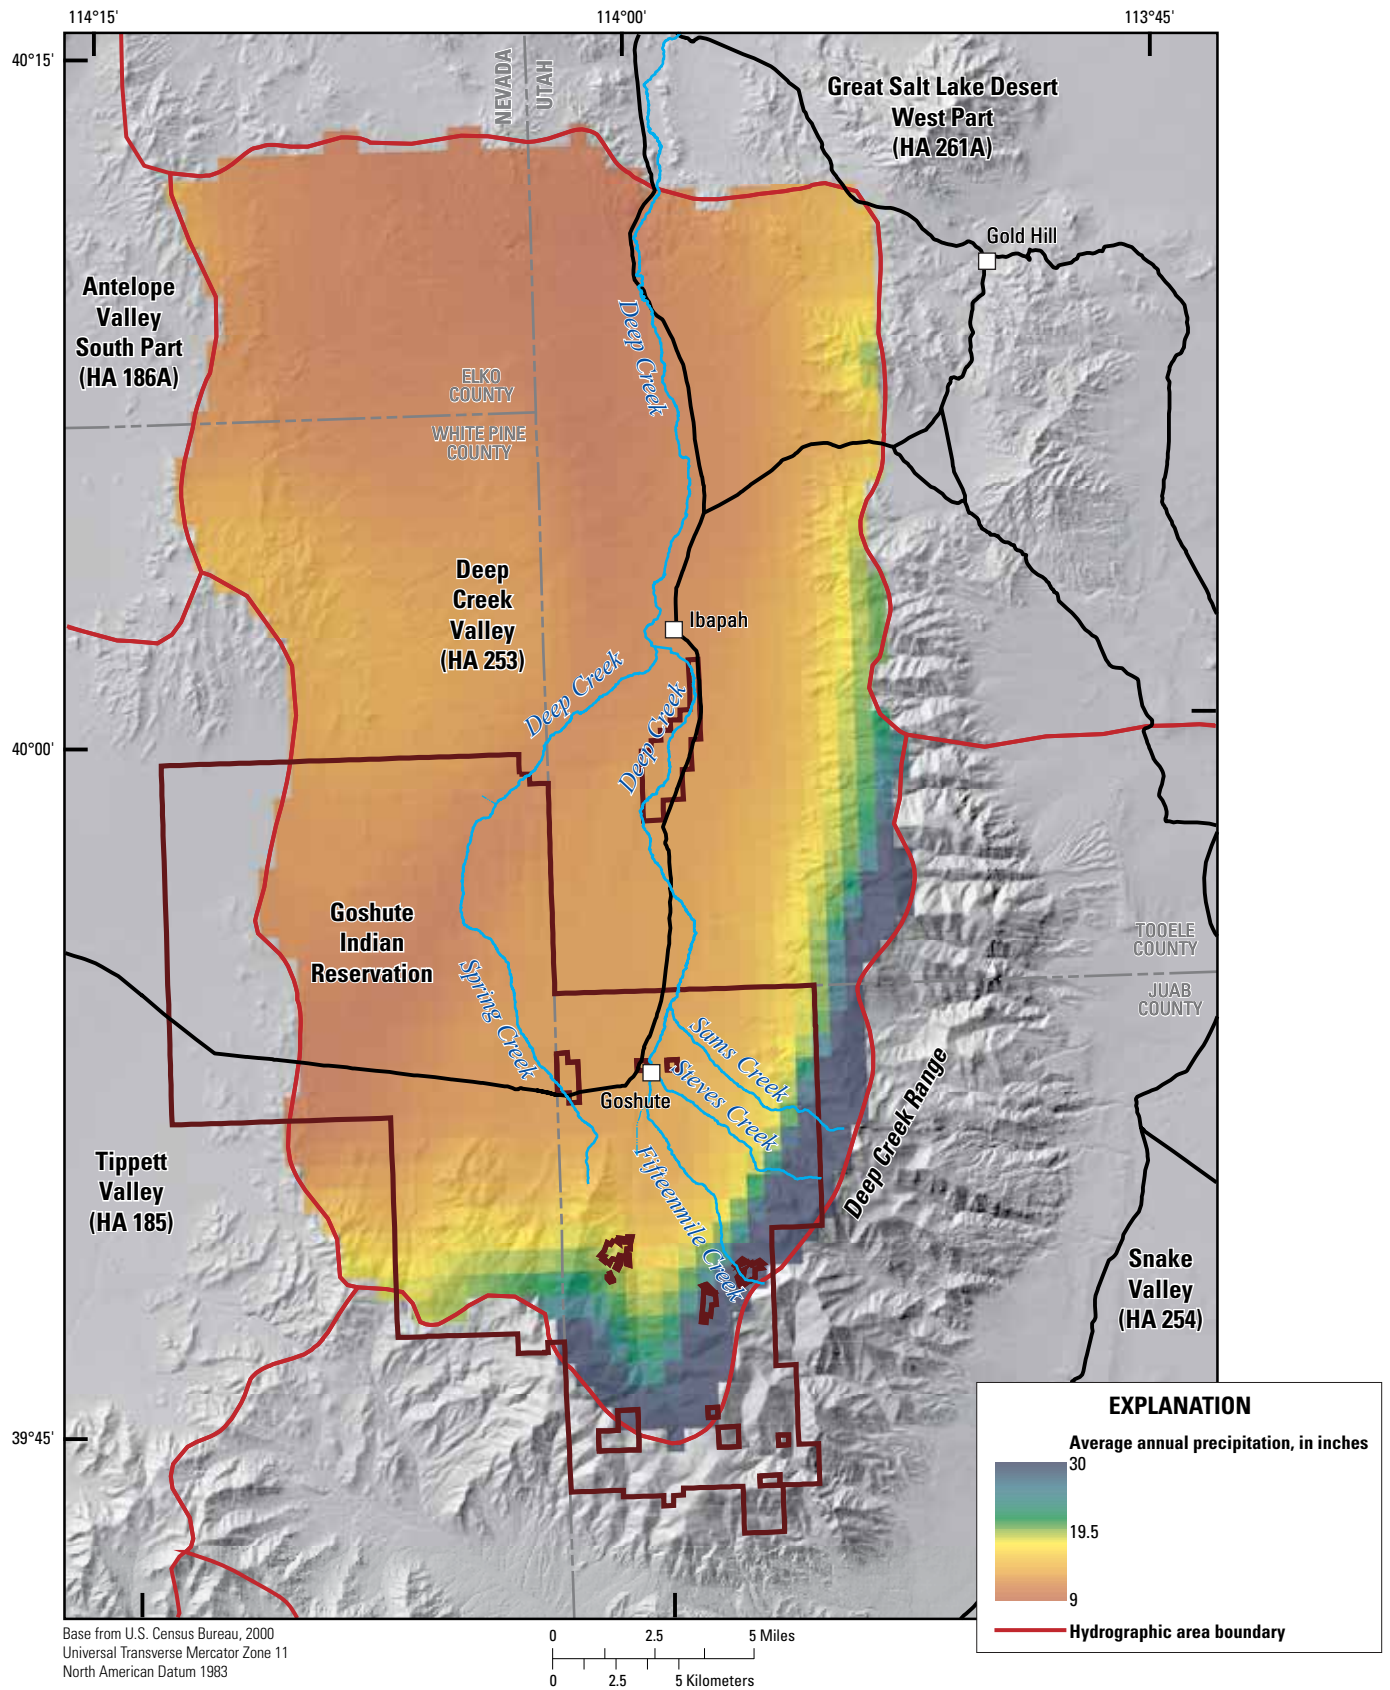 114°15'
114°00'
113°45'
40°15'
NEVADA
UTAH
Great Salt Lake Desert
West Part
(HA 261A)
Gold Hill
Antelope
Valley
South Part
(HA 186A)
Deep Creek
ELKO
COUNTY
WHITE PINE
COUNTY
Deep
Creek
Valley
(HA 253)
Ibapah
Deep Creek
Deep Creek
40°00'
Goshute
Indian
Reservation
TOOELE
COUNTY
JUAB
COUNTY
Spring Creek
Sams Creek
Steves Creek
Goshute
Fifteenmile Creek
Deep Creek Range
Tippett
Valley
(HA 185)
Snake
Valley
(HA 254)
39°45'
EXPLANATION
Average annual precipitation, in inches
30
19.5
9
Hydrographic area boundary
Base from U.S. Census Bureau, 2000
Universal Transverse Mercator Zone 11
North American Datum 1983
0 2.5 5 Miles
0 2.5 5 Kilometers